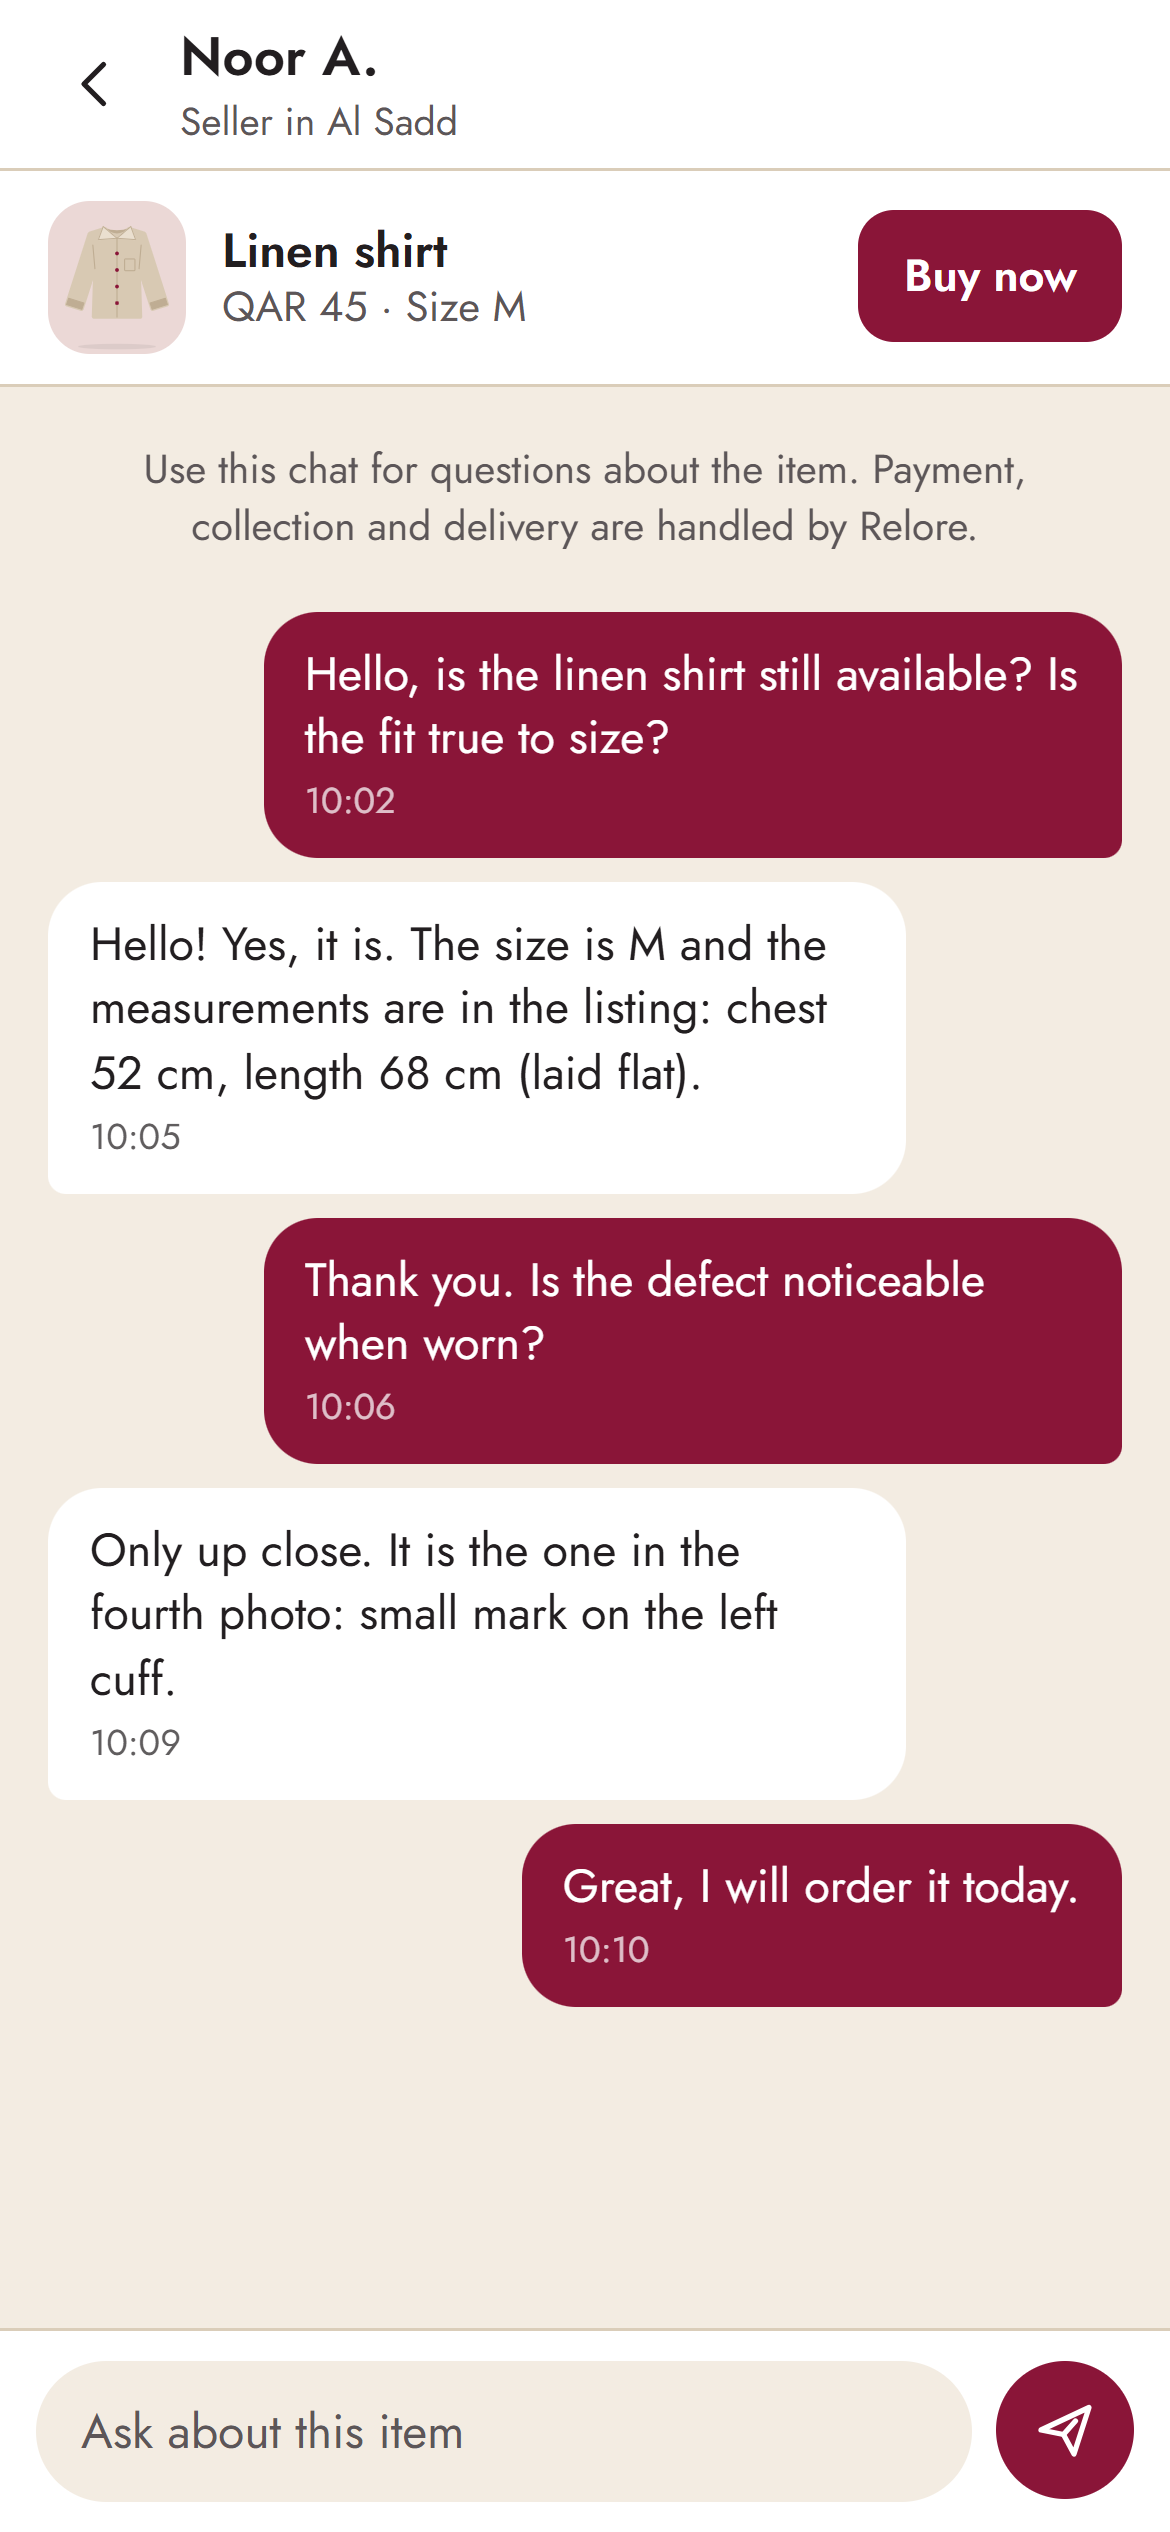 Noor A.
Seller in Al Sadd
Linen shirt
QAR 45 · Size M
Buy now
Use this chat for questions about the item. Payment,
collection and delivery are handled by Relore.
Hello, is the linen shirt still available? Is
the fit true to size?
10:02
Hello! Yes, it is. The size is M and the
measurements are in the listing: chest
52 cm, length 68 cm (laid flat).
10:05
Thank you. Is the defect noticeable
when worn?
10:06
Only up close. It is the one in the
fourth photo: small mark on the left
cuff.
10:09
Great, I will order it today.
10:10
Ask about this item